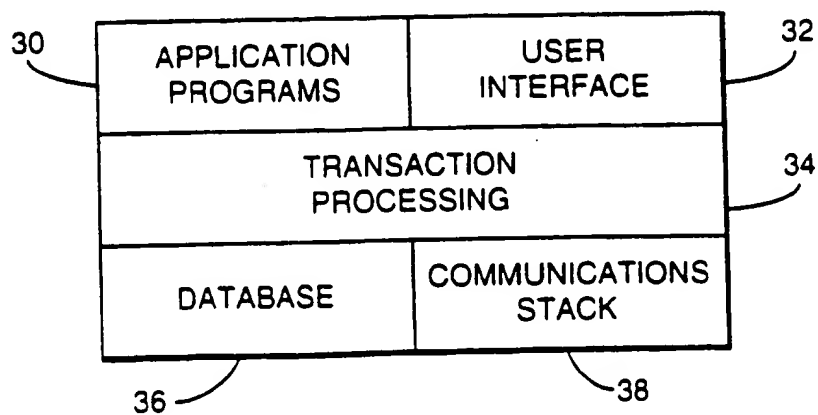 30
APPLICATION
PROGRAMS
USER
INTERFACE
32
TRANSACTION
PROCESSING
34
DATABASE
COMMUNICATIONS
STACK
36
38